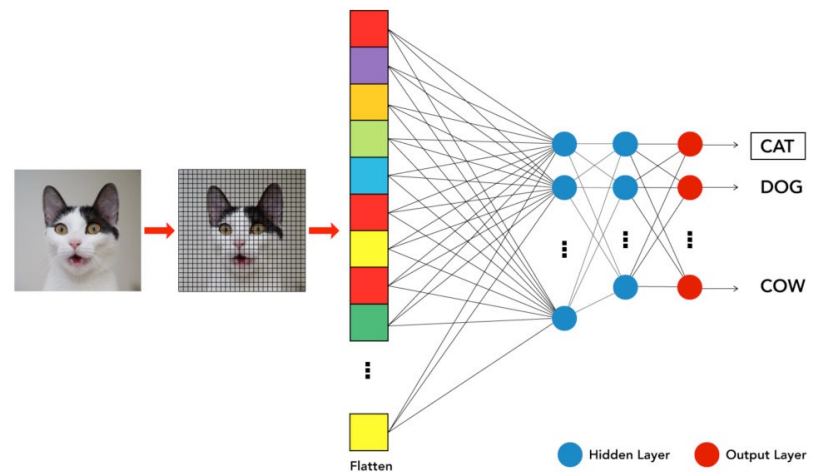 CAT
DOG
COW
Flatten
Hidden Layer
Output Layer